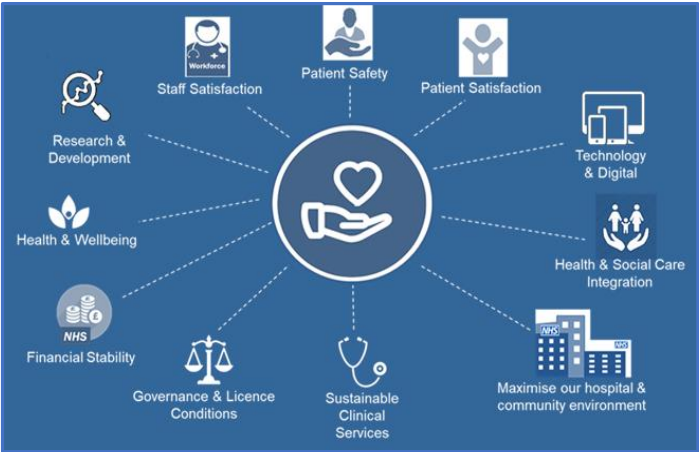 Workforce
Staff Satisfaction
Patient Safety
Patient Satisfaction
Research &
Development
Technology
& Digital
Health & Wellbeing
Health & Social Care
Integration
NHS
Financial Stability
Governance & Licence
Conditions
Sustainable
Clinical
Services
NHS
NHS
Maximise our hospital &
community environment
£